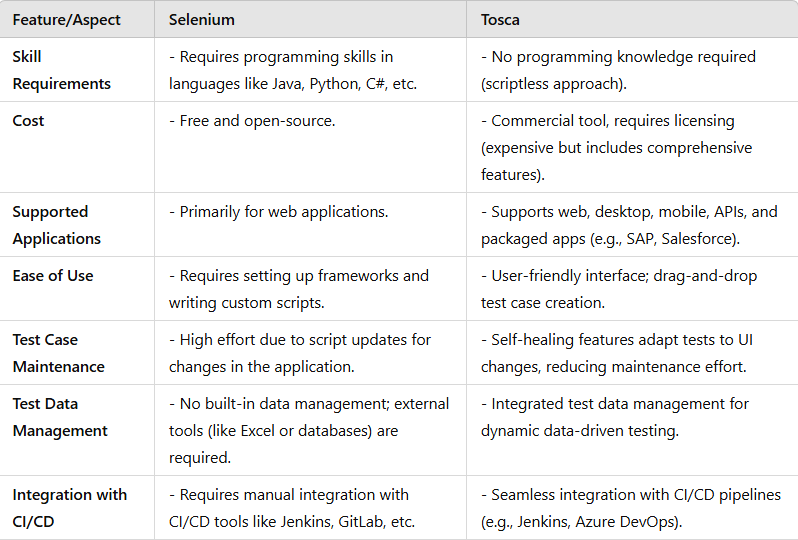 Feature/Aspect Selenium Tosca
Skill Requirements
- Requires programming skills in
languages like Java, Python, C#, etc.
- No programming knowledge required
(scriptless approach).
Cost
- Free and open-source.
- Commercial tool, requires licensing
(expensive but includes comprehensive
features).
Supported
Applications
- Primarily for web applications.
- Supports web, desktop, mobile, APIs, and
packaged apps (e.g., SAP, Salesforce).
Ease of Use
- Requires setting up frameworks and
writing custom scripts.
- User-friendly interface; drag-and-drop
test case creation.
Test Case
Maintenance
- High effort due to script updates for
changes in the application.
- Self-healing features adapt tests to UI
changes, reducing maintenance effort.
Test Data
Management
- No built-in data management; external
tools (like Excel or databases) are
required.
- Integrated test data management for
dynamic data-driven testing.
Integration with
CI/CD
- Requires manual integration with
CI/CD tools like Jenkins, GitLab, etc.
- Seamless integration with CI/CD pipelines
(e.g., Jenkins, Azure DevOps).